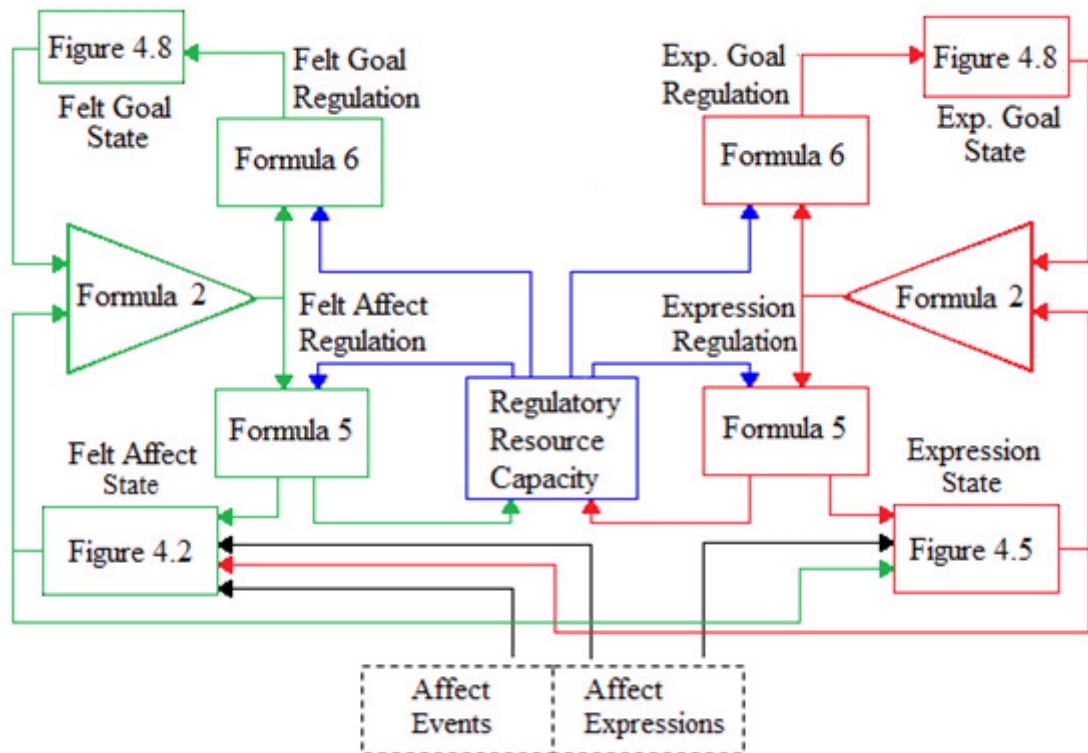 Figure 4.8
Felt Goal
State
Felt Goal
Regulation
Formula 6
Exp. Goal
Regulation
Formula 6
Figure 4.8
Exp. Goal
State
Formula 2
Felt Affect
Regulation
Expression
Regulation
Formula 2
Formula 5
Regulatory
Resource
Capacity
Formula 5
Felt Affect
State
Figure 4.2
Expression
State
Figure 4.5
Affect
Events
Affect
Expressions